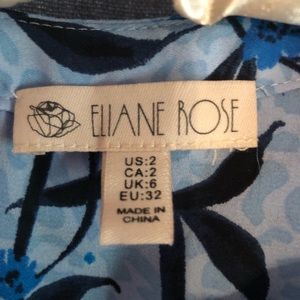 ELIANE ROSE
US:2
CA:2
UK:6
EU:32
MADE IN
CHINA